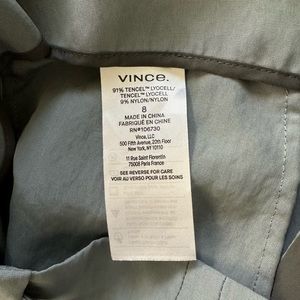 VINCE.
91% TENCEL™ LYOCELL/
TENCEL™ LYOCELL
9% NYLON/NYLON
8
MADE IN CHINA
FABRIQUÉ EN CHINE
RN#106730
Vince, LLC
500 Fifth Avenue, 20th Floor
New York, NY 10110
11 Rue Saint Florentin
75008 Paris France
SEE REVERSE FOR CARE
VOIR AU VERSO POUR LES SOINS